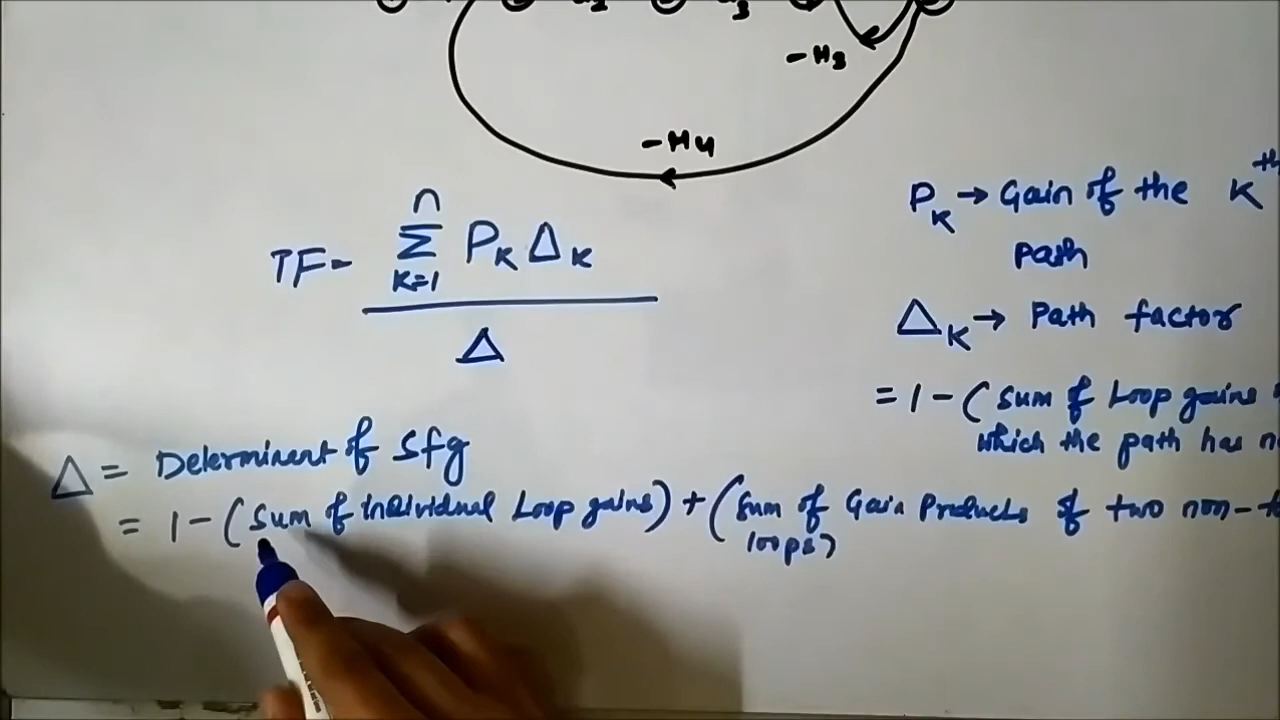 -H3
-H4
TF = n Σ K=1 PK ΔK
Δ
PK → Gain of the Kth
path
ΔK → Path factor
= 1 - (Sum of Loop gains
which the path has
Δ = Determinant of Sfg
= 1 - (Sum of individual Loop gains) + (Sum of Gain Products of two non-
loops)